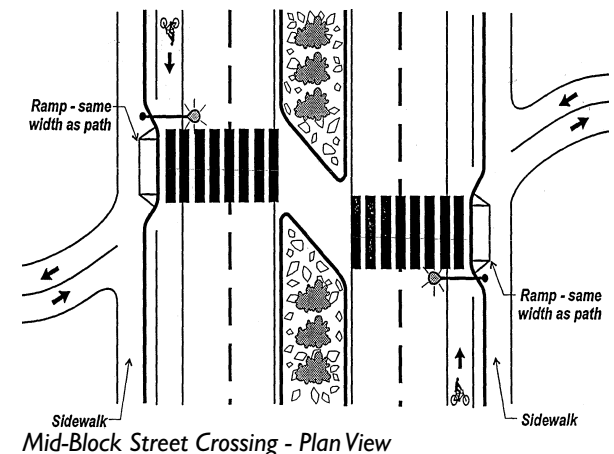 Ramp - same
width as path
Ramp - same
width as path
Sidewalk
Sidewalk
Mid-Block Street Crossing - Plan View